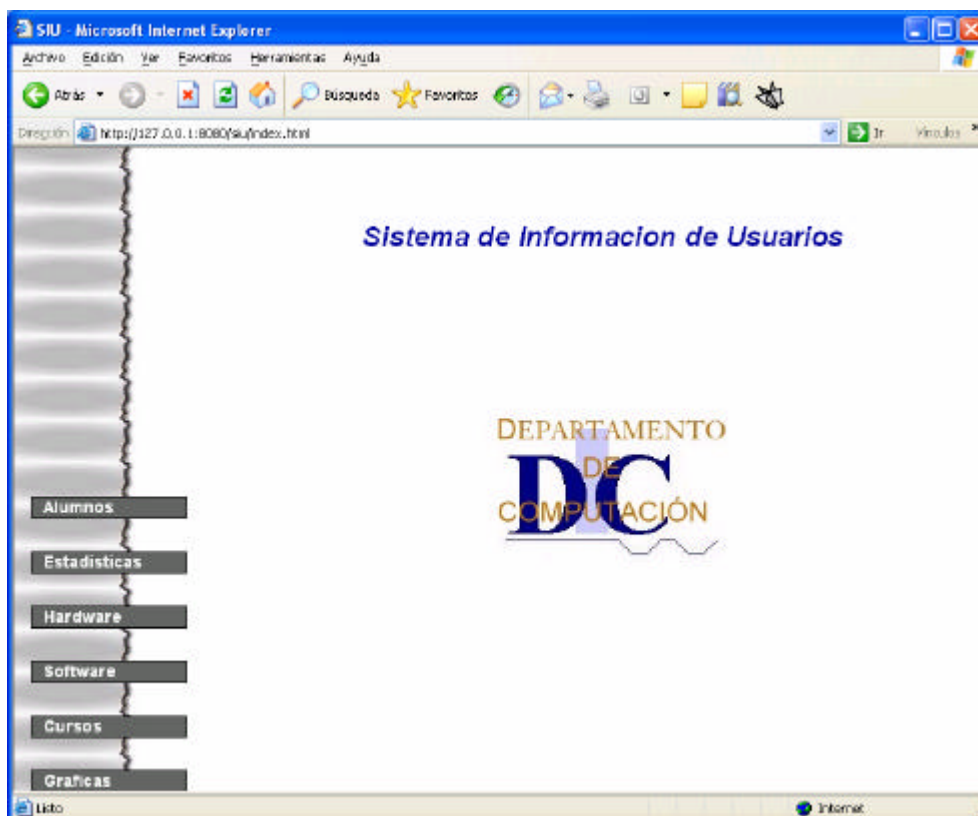 SIU - Microsoft Internet Explorer
Archivo Edición Ver Favoritos Herramientas Ayuda
Atrás Búsqueda Favoritos
Dirección http://127.0.0.1:8080/siu/index.html Ir Vínculos »
Sistema de Informacion de Usuarios
DEPARTAMENTO
DE
DC
COMPUTACIÓN
Alumnos
Estadisticas
Hardware
Software
Cursos
Graficas
Listo Internet